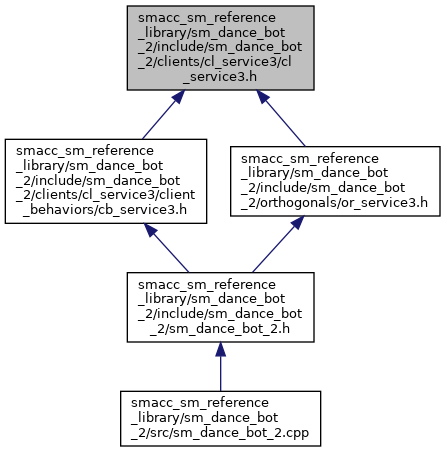 smacc_sm_reference
_library/sm_dance_bot
_2/include/sm_dance_bot
_2/clients/cl_service3/cl
_service3.h
smacc_sm_reference
_library/sm_dance_bot
_2/include/sm_dance_bot
_2/clients/cl_service3/client
_behaviors/cb_service3.h
smacc_sm_reference
_library/sm_dance_bot
_2/include/sm_dance_bot
_2/orthogonals/or_service3.h
smacc_sm_reference
_library/sm_dance_bot
_2/include/sm_dance_bot
_2/sm_dance_bot_2.h
smacc_sm_reference
_library/sm_dance_bot
_2/src/sm_dance_bot_2.cpp